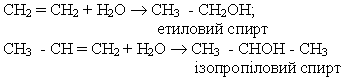 CH₂ = CH₂ + H₂O → CH₃ - CH₂OH;
етиловий спирт
CH₃ - CH = CH₂ + H₂O → CH₃ - CHOH - CH₃
ізопропіловий спирт